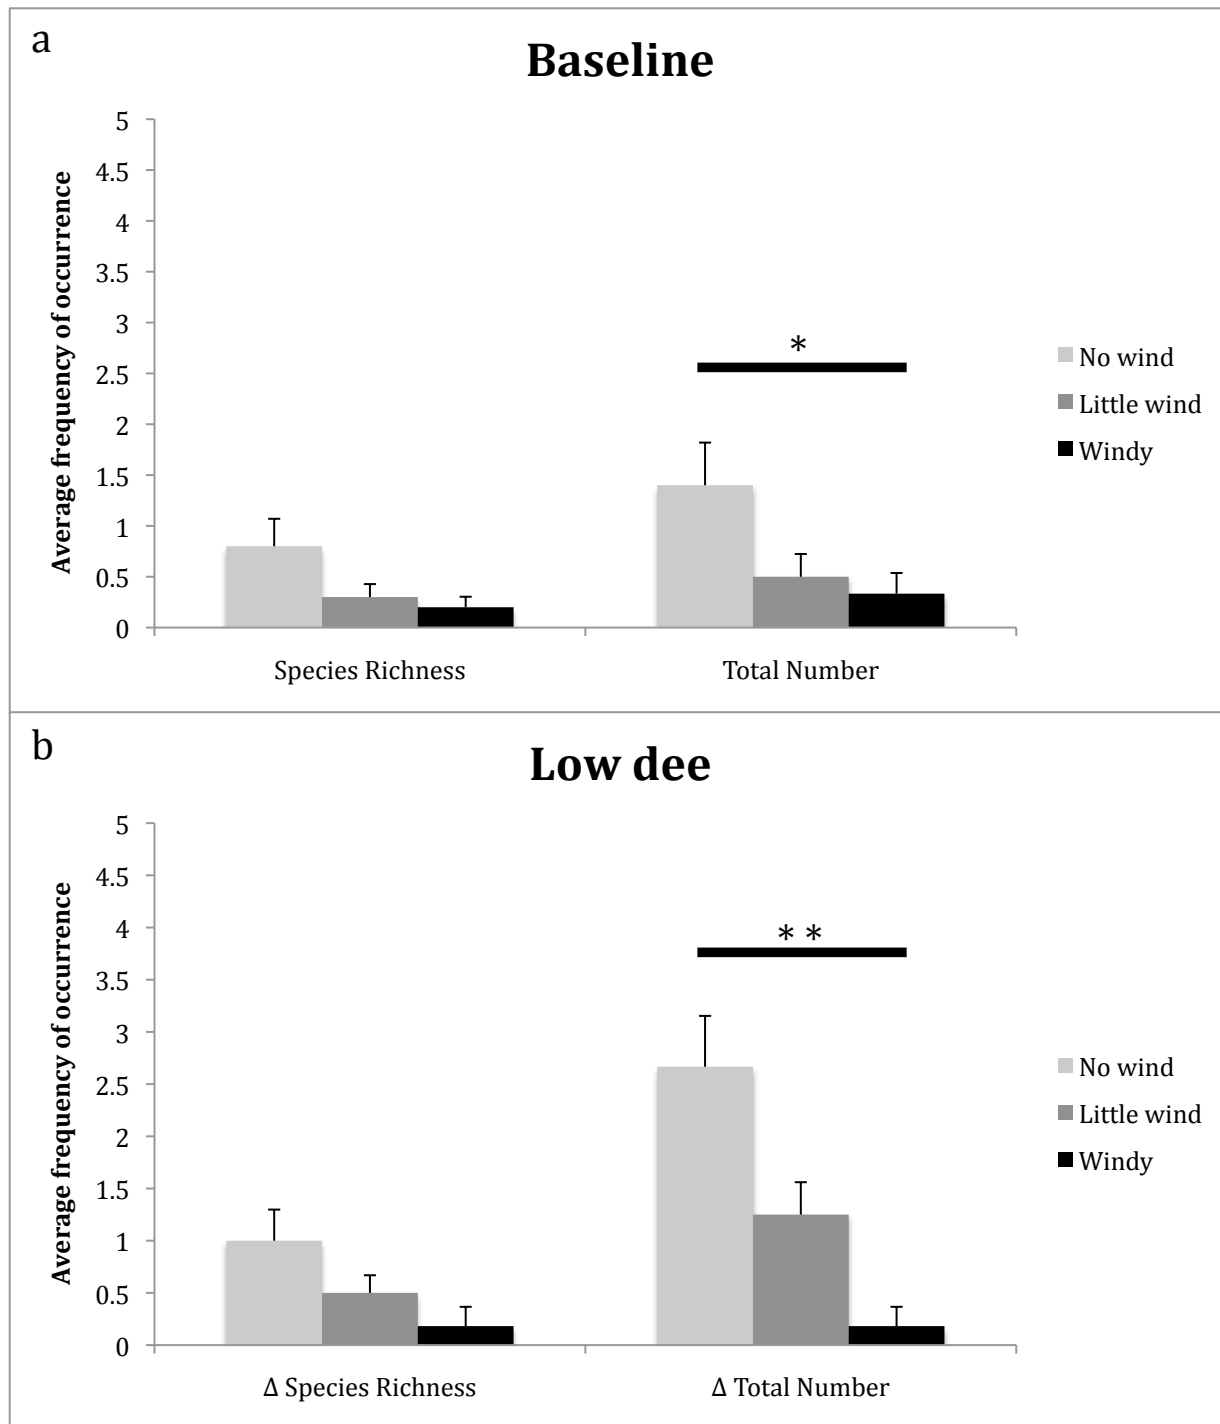 a
Baseline
Average frequency of occurrence
5
4.5
4
3.5
3
2.5
2
1.5
1
0.5
0
*
Species Richness
Total Number
No wind
Little wind
Windy
b
Low dee
Average frequency of occurrence
5
4.5
4
3.5
3
2.5
2
1.5
1
0.5
0
* *
Δ Species Richness
Δ Total Number
No wind
Little wind
Windy